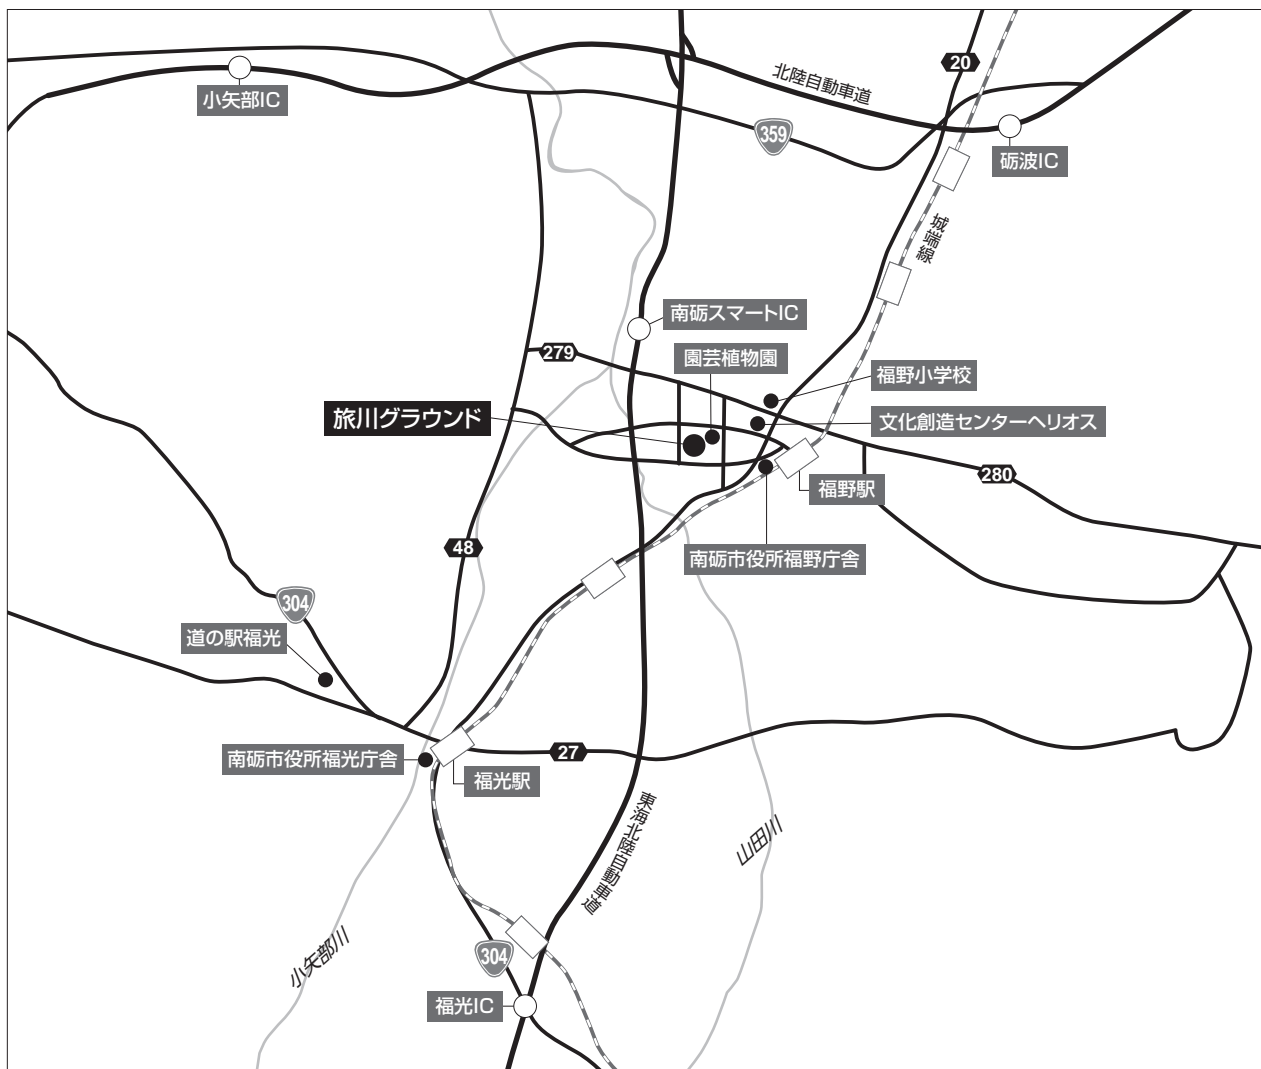 20
北陸自動車道
小矢部IC
359
砺波IC
城端線
南砺スマートIC
279
園芸植物園
福野小学校
旅川グラウンド
文化創造センターヘリオス
280
福野駅
48
南砺市役所福野庁舎
304
道の駅福光
南砺市役所福光庁舎
27
福光駅
東海北陸自動車道
山田川
小矢部川
304
福光IC